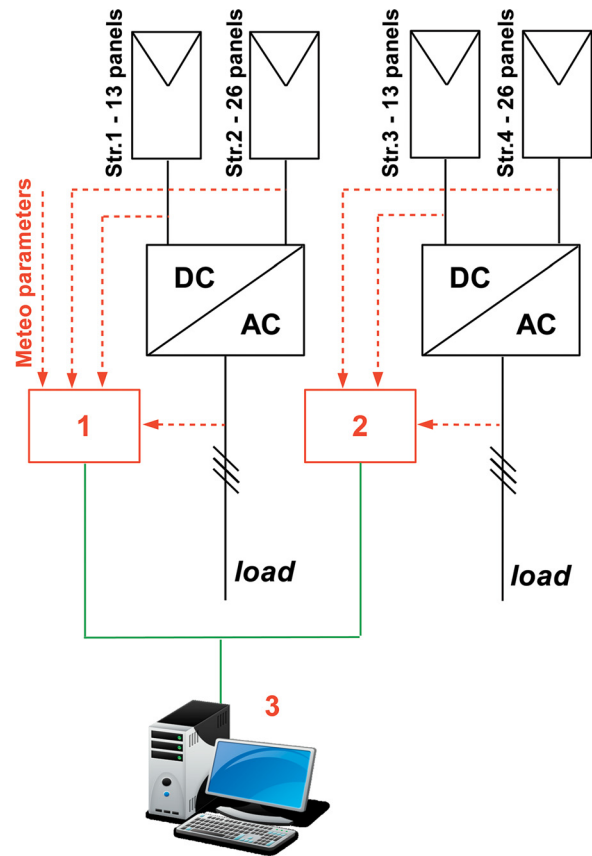 Str.1 - 13 panels
Str.2 - 26 panels
Str.3 - 13 panels
Str.4 - 26 panels
Meteo parameters
DC
AC
DC
AC
1
2
load
load
3